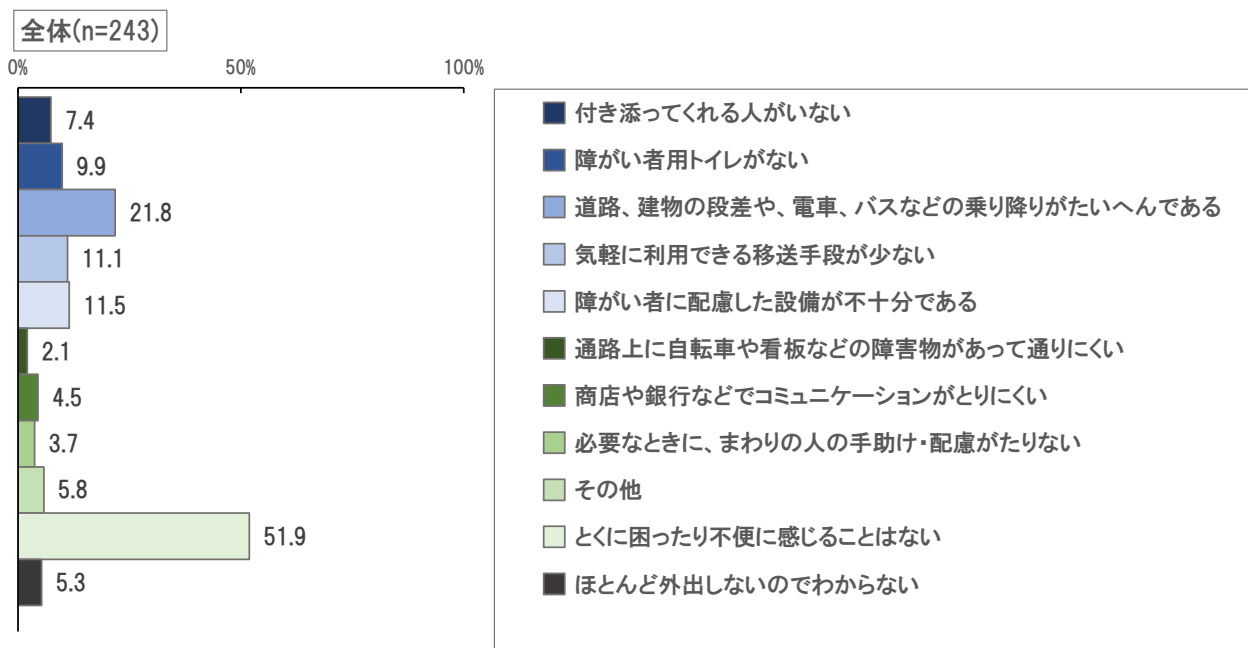 全体(n=243)
0% 50% 100%
7.4
9.9
21.8
11.1
11.5
2.1
4.5
3.7
5.8
51.9
5.3
付き添ってくれる人がいない
障がい者用トイレがない
道路、建物の段差や、電車、バスなどの乗り降りがたいへんである
気軽に利用できる移送手段が少ない
障がい者に配慮した設備が不十分である
通路上に自転車や看板などの障害物があって通りにくい
商店や銀行などでコミュニケーションがとりにくい
必要なときに、まわりの人の手助け・配慮がたりない
その他
とくに困ったり不便に感じることはない
ほとんど外出しないのでわからない